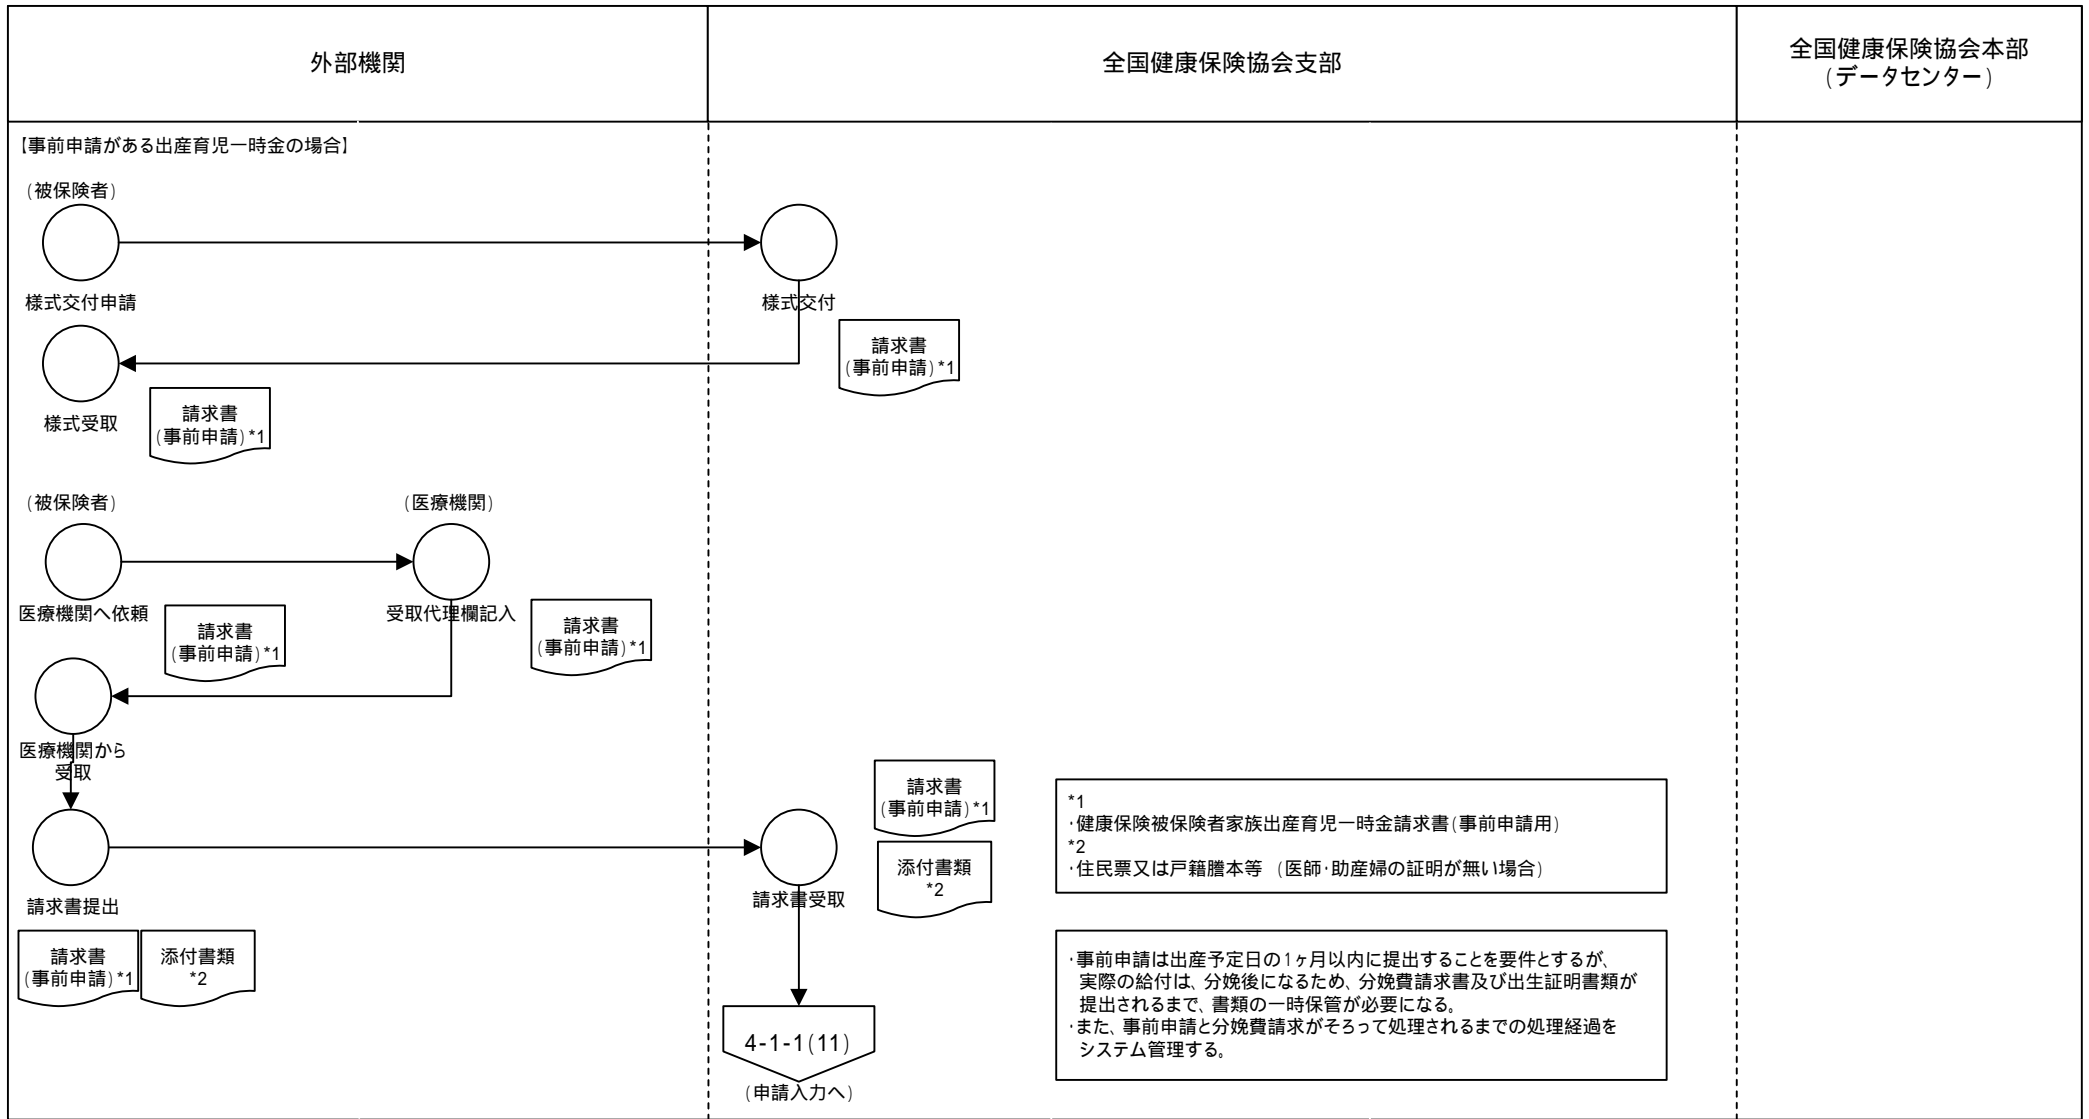 外部機関
全国健康保険協会支部
全国健康保険協会本部
(データセンター)
【事前申請がある出産育児一時金の場合】
(被保険者)
様式交付申請
様式交付
請求書
(事前申請)*1
様式受取
請求書
(事前申請)*1
(被保険者)
(医療機関)
医療機関へ依頼
請求書
(事前申請)*1
受取代理欄記入
請求書
(事前申請)*1
医療機関から
受取
請求書提出
請求書
(事前申請)*1
添付書類
*2
請求書受取
請求書
(事前申請)*1
添付書類
*2
4-1-1(11)
(申請入力へ)
*1
・健康保険被保険者家族出産育児一時金請求書(事前申請用)
*2
・住民票又は戸籍謄本等 (医師・助産婦の証明が無い場合)
・事前申請は出産予定日の1ヶ月以内に提出することを要件とするが、
実際の給付は、分娩後になるため、分娩費請求書及び出生証明書類が
提出されるまで、書類の一時保管が必要になる。
・また、事前申請と分娩費請求がそろって処理されるまでの処理経過を
システム管理する。